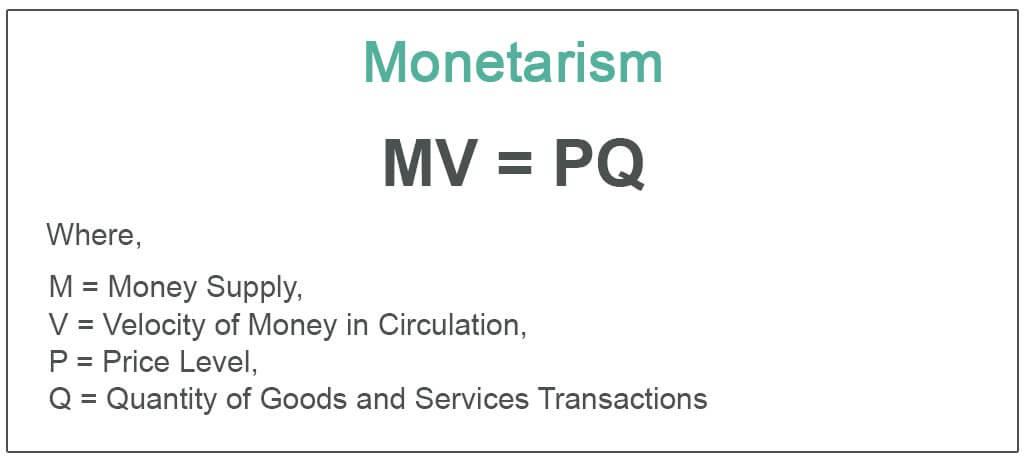 Monetarism
MV = PQ
Where,
M = Money Supply,
V = Velocity of Money in Circulation,
P = Price Level,
Q = Quantity of Goods and Services Transactions